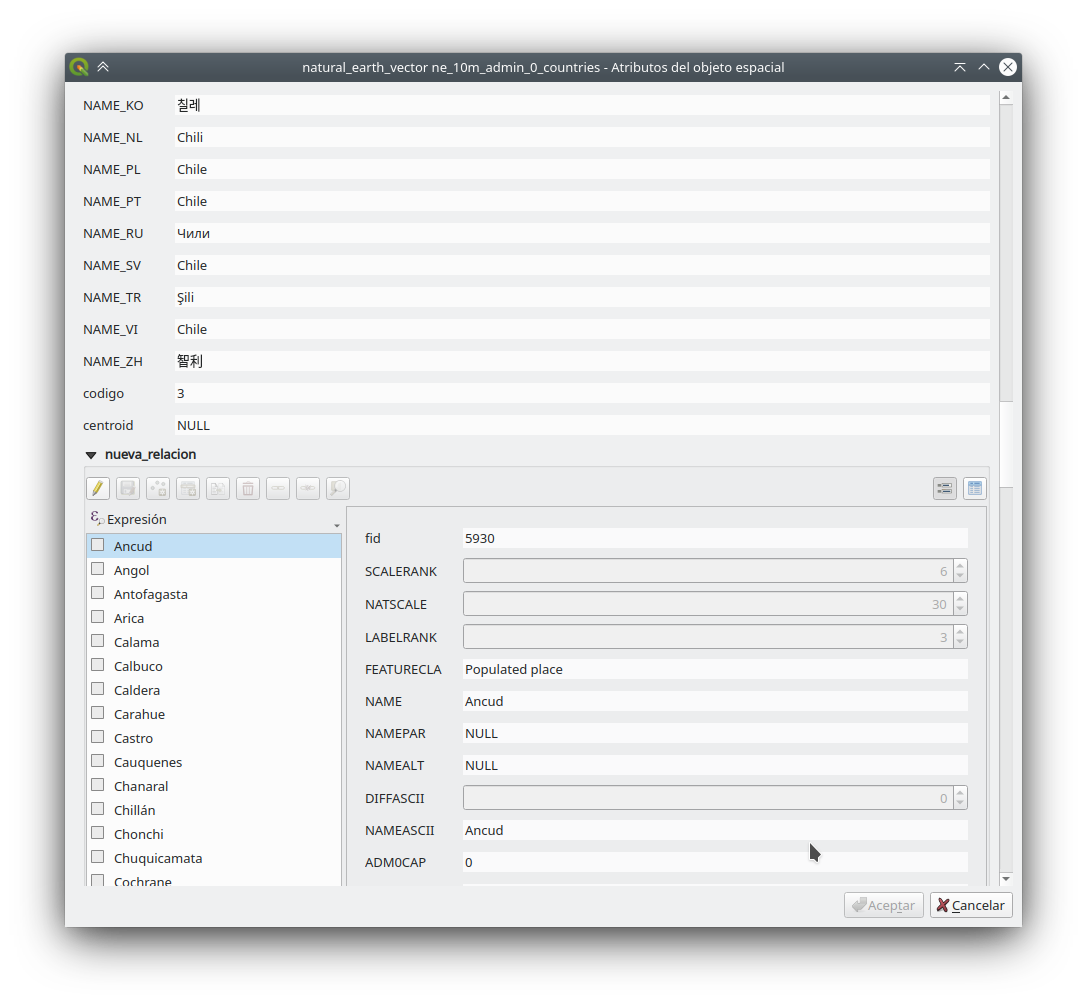 natural_earth_vector ne_10m_admin_0_countries - Atributos del objeto espacial
NAME_KO 칠레
NAME_NL Chili
NAME_PL Chile
NAME_PT Chile
NAME_RU Чили
NAME_SV Chile
NAME_TR Şili
NAME_VI Chile
NAME_ZH 智利
codigo 3
centroid NULL
nueva_relacion
Expresión
Ancud
Angol
Antofagasta
Arica
Calama
Calbuco
Caldera
Carahue
Castro
Cauquenes
Chanaral
Chillán
Chonchi
Chuquicamata
Cochrane
fid 5930
SCALERANK 6
NATSCALE 30
LABELRANK 3
FEATURECLA Populated place
NAME Ancud
NAMEPAR NULL
NAMEALT NULL
DIFFASCII 0
NAMEASCII Ancud
ADM0CAP 0
Aceptar Cancelar